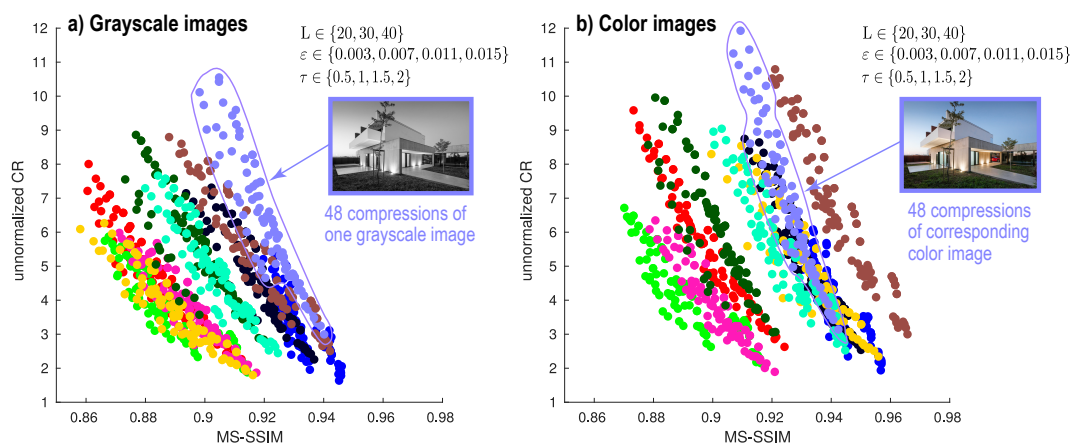 a) Grayscale images
L ∈ {20, 30, 40}
ε ∈ {0.003, 0.007, 0.011, 0.015}
τ ∈ {0.5, 1, 1.5, 2}
48 compressions of
one grayscale image
unnormalized CR
12
11
10
9
8
7
6
5
4
3
2
1
0.86 0.88 0.9 0.92 0.94 0.96 0.98
MS-SSIM
b) Color images
L ∈ {20, 30, 40}
ε ∈ {0.003, 0.007, 0.011, 0.015}
τ ∈ {0.5, 1, 1.5, 2}
48 compressions
of corresponding
color image
unnormalized CR
12
11
10
9
8
7
6
5
4
3
2
1
0.86 0.88 0.9 0.92 0.94 0.96 0.98
MS-SSIM